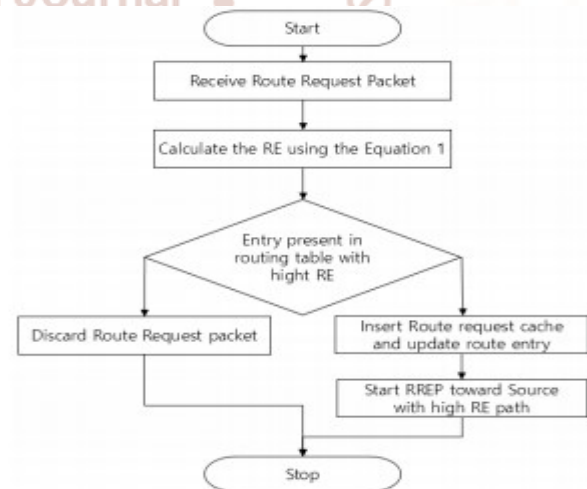 Journal
Start
Receive Route Request Packet
Calculate the RE using the Equation 1
Entry present in
routing table with
hight RE
Discard Route Request packet
Insert Route request cache
and update route entry
Start RREP toward Source
with high RE path
Stop